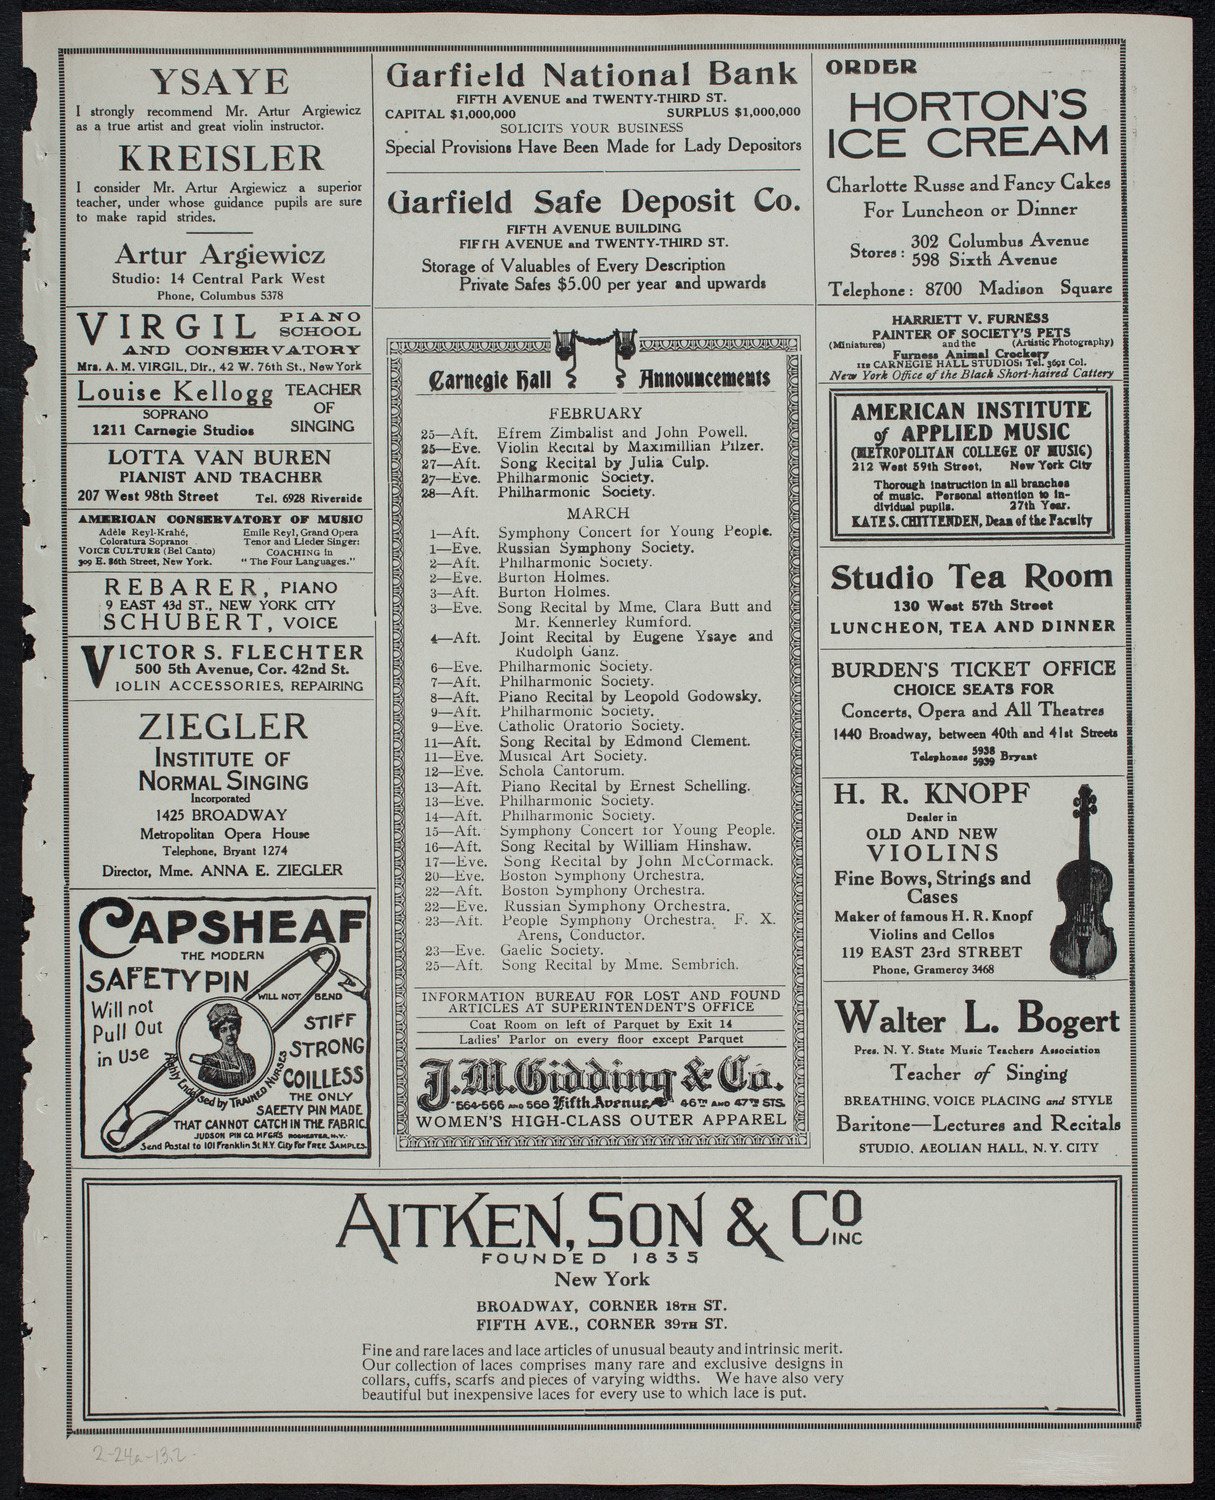 YSAYE
I strongly recommend Mr. Artur Argiewicz
as a true artist and great violin instructor.
KREISLER
I consider Mr. Artur Argiewicz a superior
teacher, under whose guidance pupils are sure
to make rapid strides.
Artur Argiewicz
Studio: 14 Central Park West
Phone, Columbus 5378
VIRGIL PIANO
SCHOOL
AND CONSERVATORY
Mrs. A. M. VIRGIL, Dir., 42 W. 76th St., New York
Louise Kellogg TEACHER
OF
SINGING
SOPRANO
1211 Carnegie Studios
LOTTA VAN BUREN
PIANIST AND TEACHER
207 West 98th Street Tel. 6928 Riverside
AMERICAN CONSERVATORY OF MUSIC
Adèle Reyl-Krahé, Emile Reyl, Grand Opera
Coloratura Soprano: Tenor and Lieder Singer:
VOICE CULTURE (Bel Canto) COACHING in
309 E. 86th Street, New York. "The Four Languages."
REBARER, PIANO
9 EAST 43d ST., NEW YORK CITY
SCHUBERT, VOICE
VICTOR S. FLECHTER
500 5th Avenue, Cor. 42nd St.
VIOLIN ACCESSORIES, REPAIRING
ZIEGLER
INSTITUTE OF
NORMAL SINGING
Incorporated
1425 BROADWAY
Metropolitan Opera House
Telephone, Bryant 1274
Director, Mme. ANNA E. ZIEGLER
CAPSHEAF
THE MODERN
SAFETY PIN
WILL NOT BEND
Will not
Pull Out
in Use
STIFF
STRONG
COILLESS
Highly Endorsed by TRAINED NURSES
THE ONLY
SAFETY PIN MADE
THAT CANNOT CATCH IN THE FABRIC
JUDSON PIN CO. MFGRS ROCHESTER, N.Y.
Send Postal to 101 Franklin St. N.Y. City for FREE SAMPLES.
Garfield National Bank
FIFTH AVENUE and TWENTY-THIRD ST.
CAPITAL $1,000,000 SURPLUS $1,000,000
SOLICITS YOUR BUSINESS
Special Provisions Have Been Made for Lady Depositors
Garfield Safe Deposit Co.
FIFTH AVENUE BUILDING
FIFTH AVENUE and TWENTY-THIRD ST.
Storage of Valuables of Every Description
Private Safes $5.00 per year and upwards
Carnegie Hall Announcements
FEBRUARY
25—Aft. Efrem Zimbalist and John Powell.
25—Eve. Violin Recital by Maximillian Pilzer.
27—Aft. Song Recital by Julia Culp.
27—Eve. Philharmonic Society.
28—Aft. Philharmonic Society.
MARCH
1—Aft. Symphony Concert for Young People.
1—Eve. Russian Symphony Society.
2—Aft. Philharmonic Society.
2—Eve. Burton Holmes.
3—Aft. Burton Holmes.
3—Eve. Song Recital by Mme. Clara Butt and
Mr. Kennerley Rumford.
4—Aft. Joint Recital by Eugene Ysaye and
Rudolph Ganz.
6—Eve. Philharmonic Society.
7—Aft. Philharmonic Society.
8—Aft. Piano Recital by Leopold Godowsky.
9—Aft. Philharmonic Society.
9—Eve. Catholic Oratorio Society.
11—Aft. Song Recital by Edmond Clement.
11—Eve. Musical Art Society.
12—Eve. Schola Cantorum.
13—Aft. Piano Recital by Ernest Schelling.
13—Eve. Philharmonic Society.
14—Aft. Philharmonic Society.
15—Aft. Symphony Concert for Young People.
16—Aft. Song Recital by William Hinshaw.
17—Eve. Song Recital by John McCormack.
20—Eve. Boston Symphony Orchestra.
22—Aft. Boston Symphony Orchestra.
22—Eve. Russian Symphony Orchestra.
23—Aft. People Symphony Orchestra. F. X.
Arens, Conductor.
23—Eve. Gaelic Society.
25—Aft. Song Recital by Mme. Sembrich.
INFORMATION BUREAU FOR LOST AND FOUND
ARTICLES AT SUPERINTENDENT'S OFFICE
Coat Room on left of Parquet by Exit 14
Ladies' Parlor on every floor except Parquet
J. M. Gidding & Co.
564-566 AND 568 Fifth Avenue 46TH AND 47TH STS.
WOMEN'S HIGH-CLASS OUTER APPAREL
ORDER
HORTON'S
ICE CREAM
Charlotte Russe and Fancy Cakes
For Luncheon or Dinner
Stores: 302 Columbus Avenue
598 Sixth Avenue
Telephone: 8700 Madison Square
HARRIETT V. FURNESS
PAINTER OF SOCIETY'S PETS
(Miniatures) and the (Artistic Photography)
Furness Animal Crockery
112 CARNEGIE HALL STUDIOS: Tel. 3692 Col.
New York Office of the Black Short-haired Cattery
AMERICAN INSTITUTE
of APPLIED MUSIC
(METROPOLITAN COLLEGE OF MUSIC)
212 West 59th Street, New York City
Thorough instruction in all branches
of music. Personal attention to in-
dividual pupils. 27th Year.
KATE S. CHITTENDEN, Dean of the Faculty
Studio Tea Room
130 West 57th Street
LUNCHEON, TEA AND DINNER
BURDEN'S TICKET OFFICE
CHOICE SEATS FOR
Concerts, Opera and All Theatres
1440 Broadway, between 40th and 41st Streets
Telephones 5938
5939 Bryant
H. R. KNOPF
Dealer in
OLD AND NEW
VIOLINS
Fine Bows, Strings and
Cases
Maker of famous H. R. Knopf
Violins and Cellos
119 EAST 23rd STREET
Phone, Gramercy 3468
Walter L. Bogert
Pres. N. Y. State Music Teachers Association
Teacher of Singing
BREATHING, VOICE PLACING and STYLE
Baritone—Lectures and Recitals
STUDIO, AEOLIAN HALL, N. Y. CITY
AITKEN, SON & CO INC
FOUNDED 1835
New York
BROADWAY, CORNER 18TH ST.
FIFTH AVE., CORNER 39TH ST.
Fine and rare laces and lace articles of unusual beauty and intrinsic merit.
Our collection of laces comprises many rare and exclusive designs in
collars, cuffs, scarfs and pieces of varying widths. We have also very
beautiful but inexpensive laces for every use to which lace is put.
2-24a-13.2